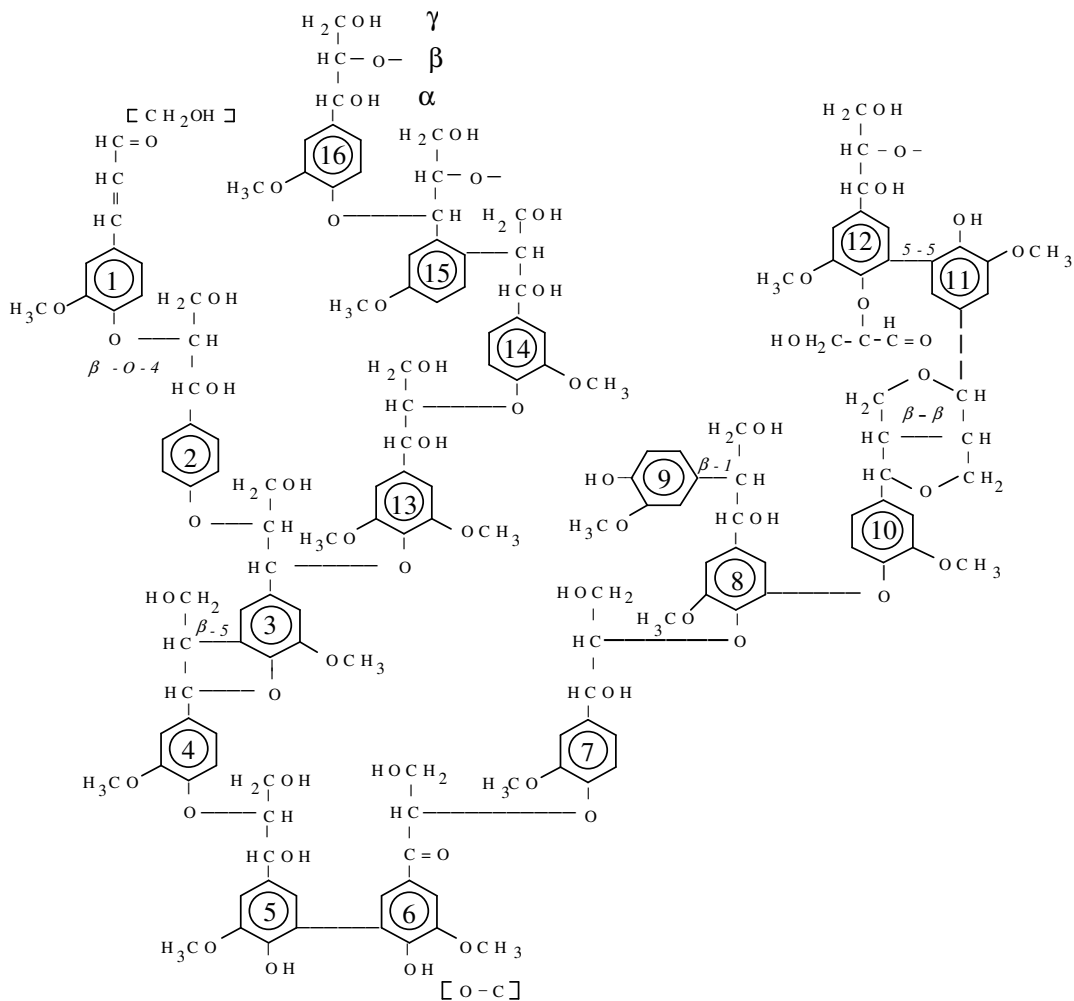 H2COH γ
HC – O – β
HCOH α
[ CH2OH ]
HC = O
HC
HC
16
H3CO
O
H2COH
HC – O –
CH
H2COH
CH
HCOH
15
H3CO
14
OCH3
O
H2COH
HC – O –
HCOH
12
5 - 5
OH
OCH3
11
H3CO
O
H
HOH2C – C – C = O
1
H3CO
O
β - O - 4
H2COH
CH
HCOH
2
O
H2COH
CH
HC
H2COH
HC
HCOH
13
H3CO
OCH3
O
O
CH
H2C
β – β
HC
CH
HC
O
CH2
10
OCH3
O
9
HO
H3CO
β - 1
H2COH
CH
HCOH
8
H3CO
O
HOCH2
HC
β - 5
3
OCH3
HC
O
4
H3CO
O
H2COH
CH
HCOH
5
H3CO
OH
HOCH2
HC
HCOH
7
H3CO
O
HOCH2
HC
C = O
6
OCH3
OH
[ O – C ]